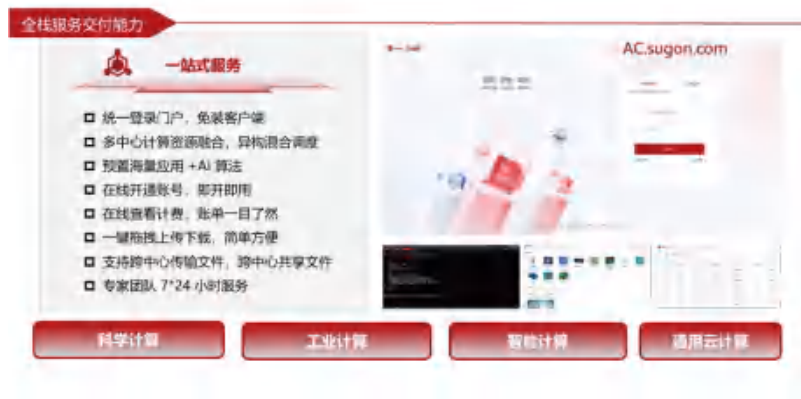 全栈服务交付能力
一站式服务
AC.sugon.com
统一登录门户，免装客户端
多中心计算资源融合，异构混合调度
预置海量应用 +Ai 算法
在线开通账号，即开即用
在线查看计费，账单一目了然
一键拖拽上传下载，简单方便
支持跨中心传输文件，跨中心共享文件
专家团队 7*24 小时服务
科学计算
工业计算
智能计算
通用云计算